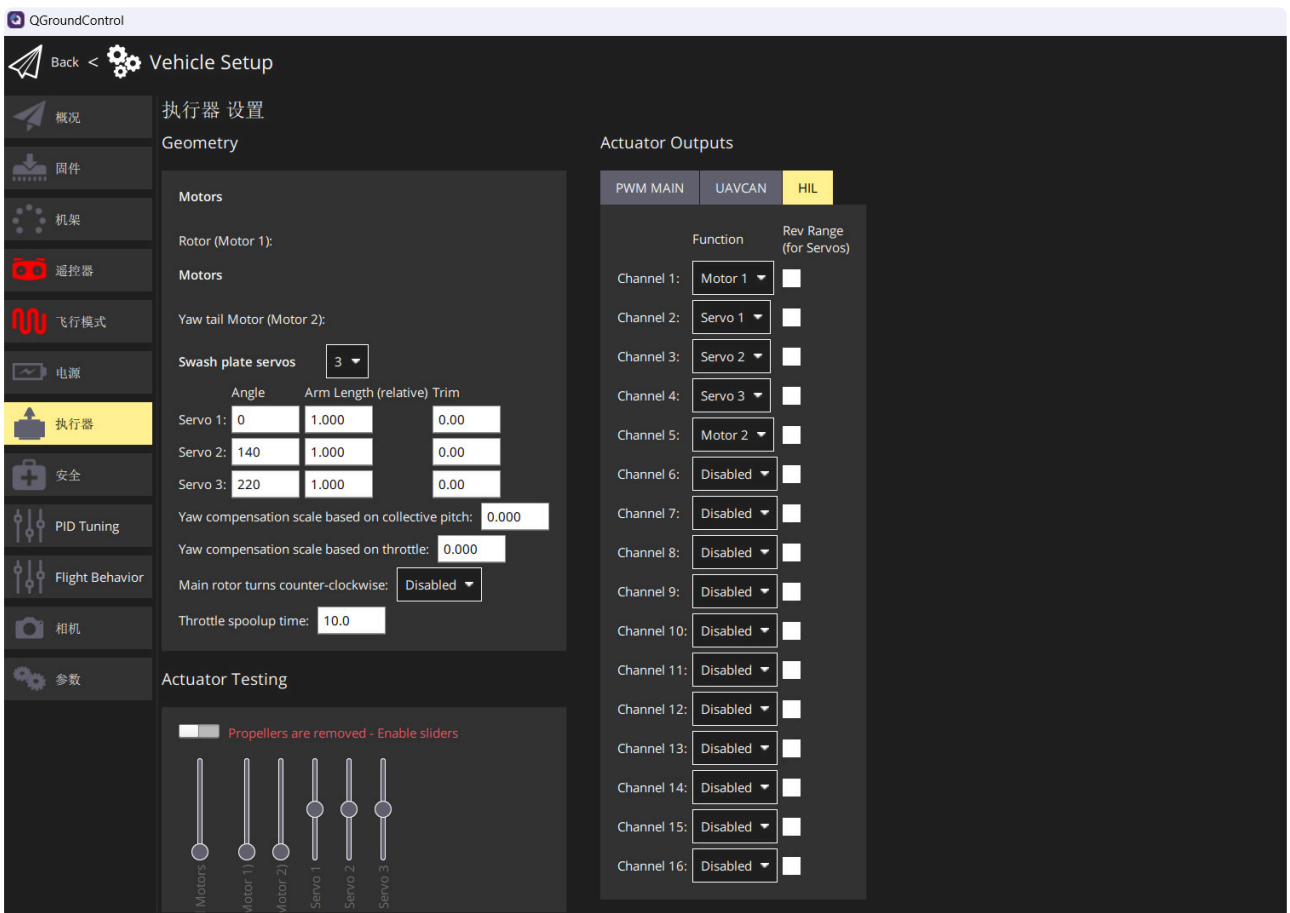 QGroundControl
Back < Vehicle Setup
概况
固件
机架
遥控器
飞行模式
电源
执行器
安全
PID Tuning
Flight Behavior
相机
参数
执行器 设置
Geometry
Motors
Rotor (Motor 1):
Motors
Yaw tail Motor (Motor 2):
Swash plate servos 3
Angle Arm Length (relative) Trim
Servo 1: 0 1.000 0.00
Servo 2: 140 1.000 0.00
Servo 3: 220 1.000 0.00
Yaw compensation scale based on collective pitch: 0.000
Yaw compensation scale based on throttle: 0.000
Main rotor turns counter-clockwise: Disabled
Throttle spoolup time: 10.0
Actuator Testing
Propellers are removed - Enable sliders
Motors
Motor 1)
Motor 2)
Servo 1
Servo 2
Servo 3
Actuator Outputs
PWM MAIN UAVCAN HIL
Function Rev Range
(for Servos)
Channel 1: Motor 1
Channel 2: Servo 1
Channel 3: Servo 2
Channel 4: Servo 3
Channel 5: Motor 2
Channel 6: Disabled
Channel 7: Disabled
Channel 8: Disabled
Channel 9: Disabled
Channel 10: Disabled
Channel 11: Disabled
Channel 12: Disabled
Channel 13: Disabled
Channel 14: Disabled
Channel 15: Disabled
Channel 16: Disabled